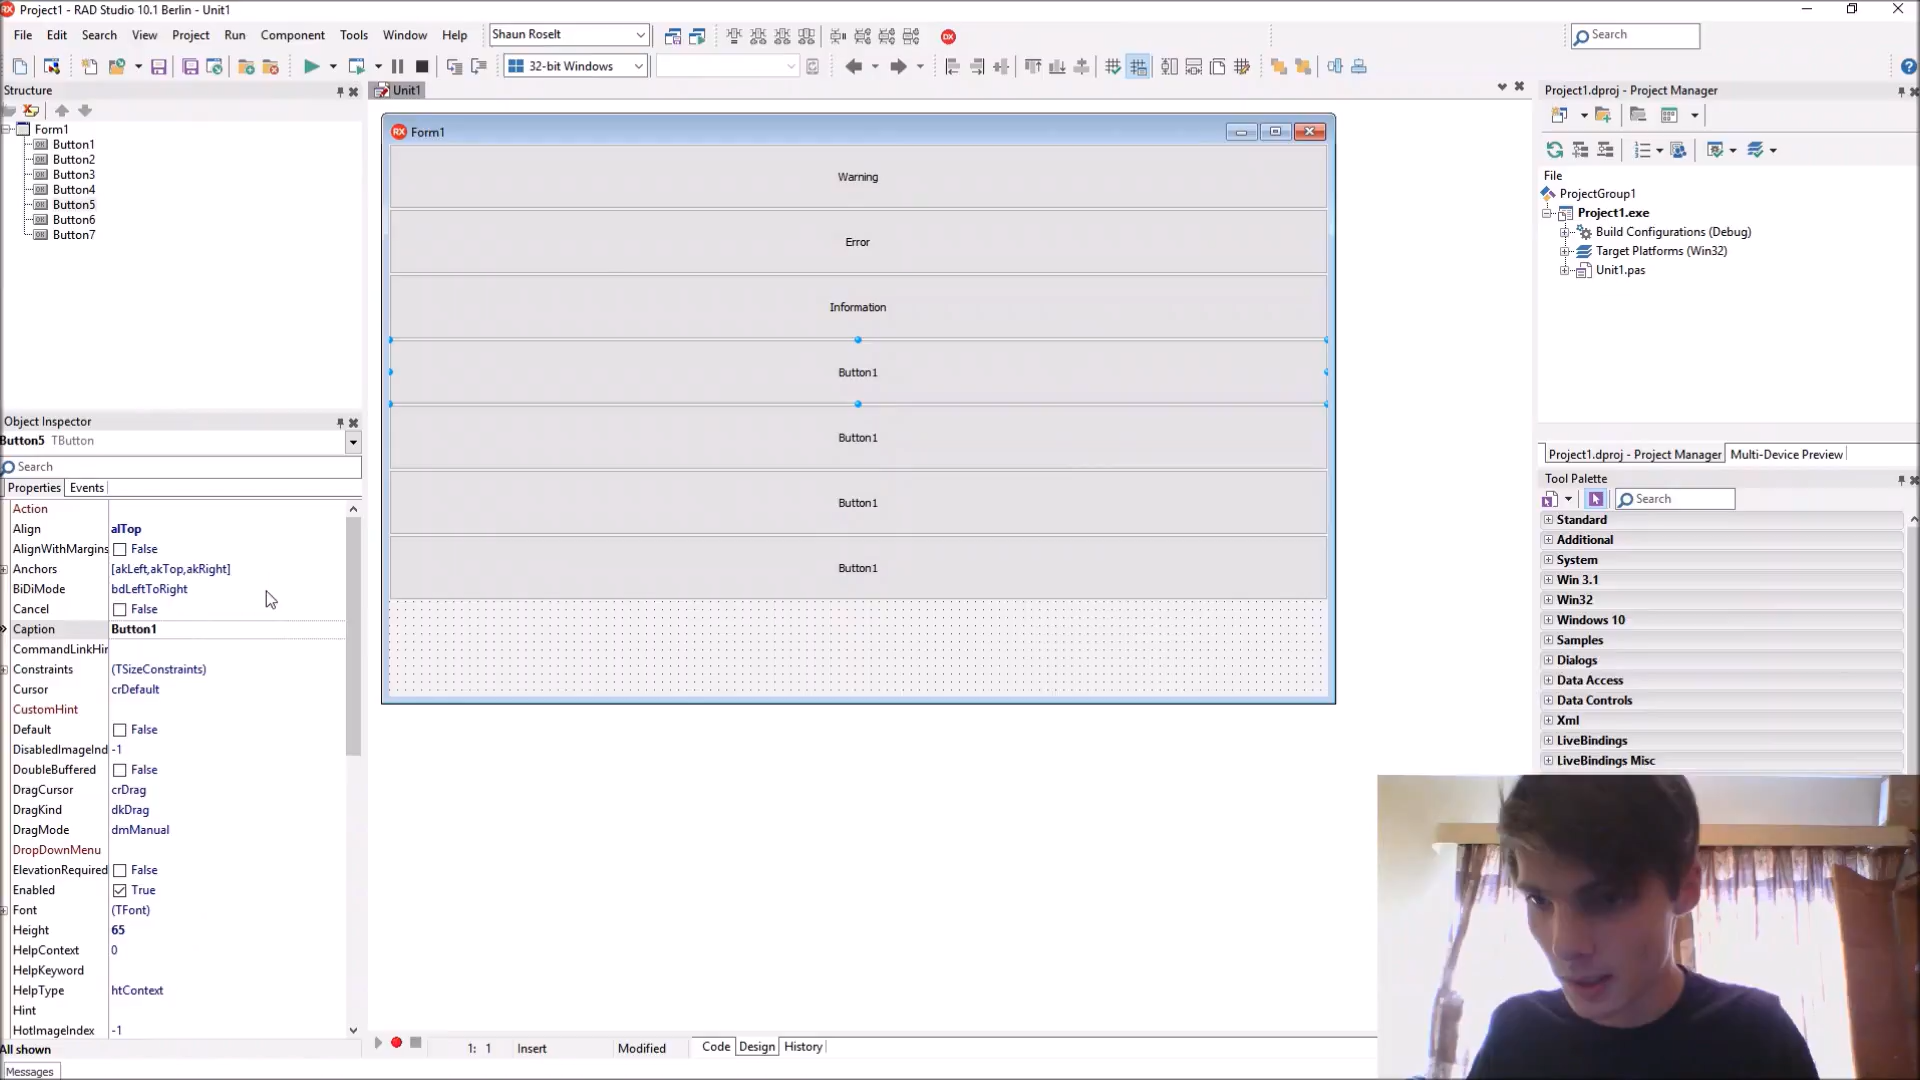 Project1 - RAD Studio 10.1 Berlin - Unit1
File Edit Search View Project Run Component Tools Window Help
Shaun Roselt
DX
Search
32-bit Windows
Structure
Form1
Button1
Button2
Button3
Button4
Button5
Button6
Button7
Object Inspector
Button5 TButton
Search
Properties Events
Action
Align alTop
AlignWithMargins False
Anchors [akLeft,akTop,akRight]
BiDiMode bdLeftToRight
Cancel False
Caption Button1
CommandLinkHir
Constraints (TSizeConstraints)
Cursor crDefault
CustomHint
Default False
DisabledImageInd -1
DoubleBuffered False
DragCursor crDrag
DragKind dkDrag
DragMode dmManual
DropDownMenu
ElevationRequired False
Enabled True
Font (TFont)
Height 65
HelpContext 0
HelpKeyword
HelpType htContext
Hint
HotImageIndex -1
All shown
Messages
Unit1
RX Form1
Warning
Error
Information
Button1
Button1
Button1
Button1
1: 1 Insert Modified Code Design History
Project1.dproj - Project Manager
File
ProjectGroup1
Project1.exe
Build Configurations (Debug)
Target Platforms (Win32)
Unit1.pas
Project1.dproj - Project Manager Multi-Device Preview
Tool Palette
Search
Standard
Additional
System
Win 3.1
Win32
Windows 10
Samples
Dialogs
Data Access
Data Controls
Xml
LiveBindings
LiveBindings Misc